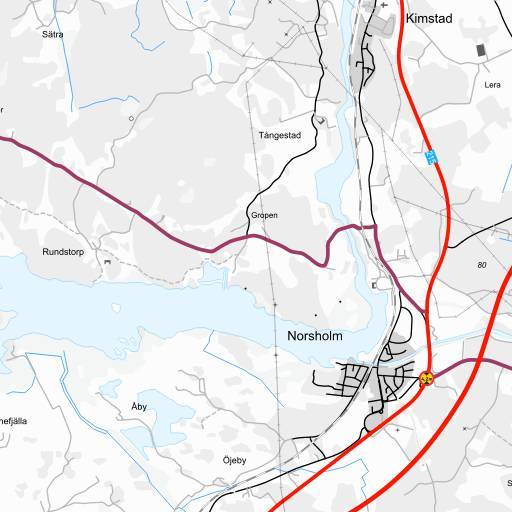 Kimstad
Sätra
Lera
Tångestad
Gropen
Rundstorp
80
Norsholm
Åby
Öjeby